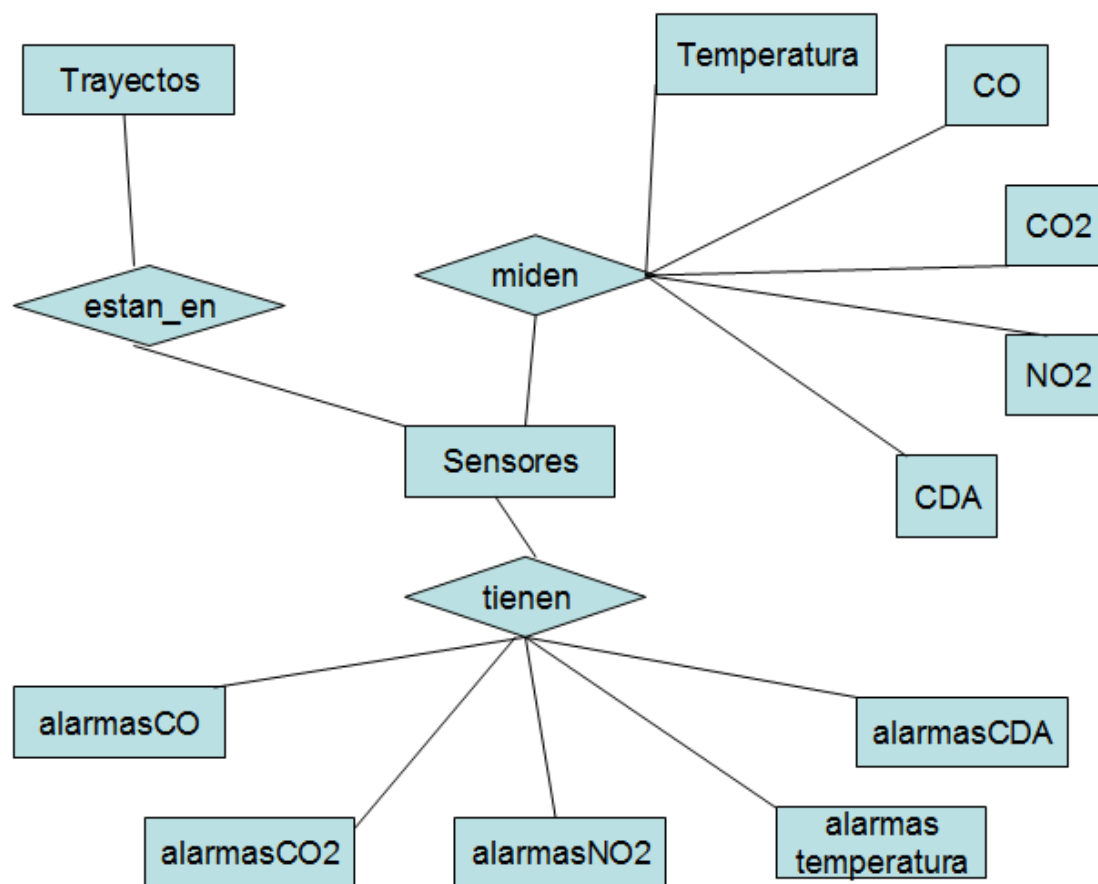 Trayectos
Temperatura
CO
CO2
estan_en
miden
NO2
Sensores
CDA
tienen
alarmasCO
alarmasCDA
alarmasCO2
alarmasNO2
alarmas
temperatura